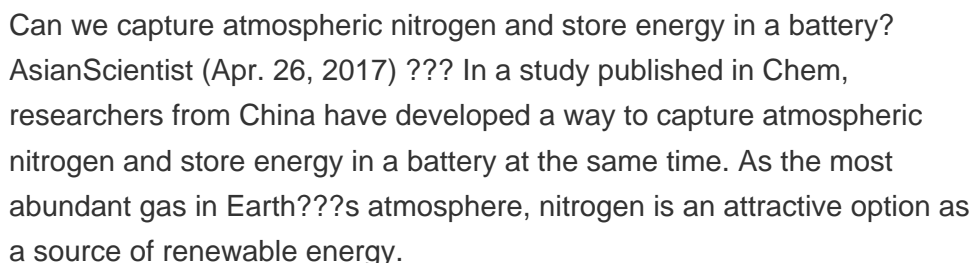 Can we capture atmospheric nitrogen and store energy in a battery?
AsianScientist (Apr. 26, 2017) ??? In a study published in Chem,
researchers from China have developed a way to capture atmospheric
nitrogen and store energy in a battery at the same time. As the most
abundant gas in Earth???s atmosphere, nitrogen is an attractive option as
a source of renewable energy.